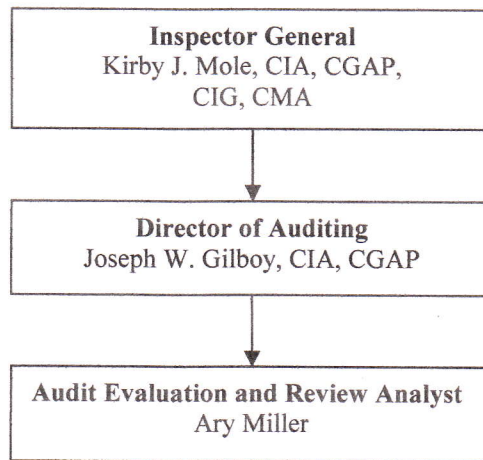 Inspector General
Kirby J. Mole, CIA, CGAP,
CIG, CMA
Director of Auditing
Joseph W. Gilboy, CIA, CGAP
Audit Evaluation and Review Analyst
Ary Miller